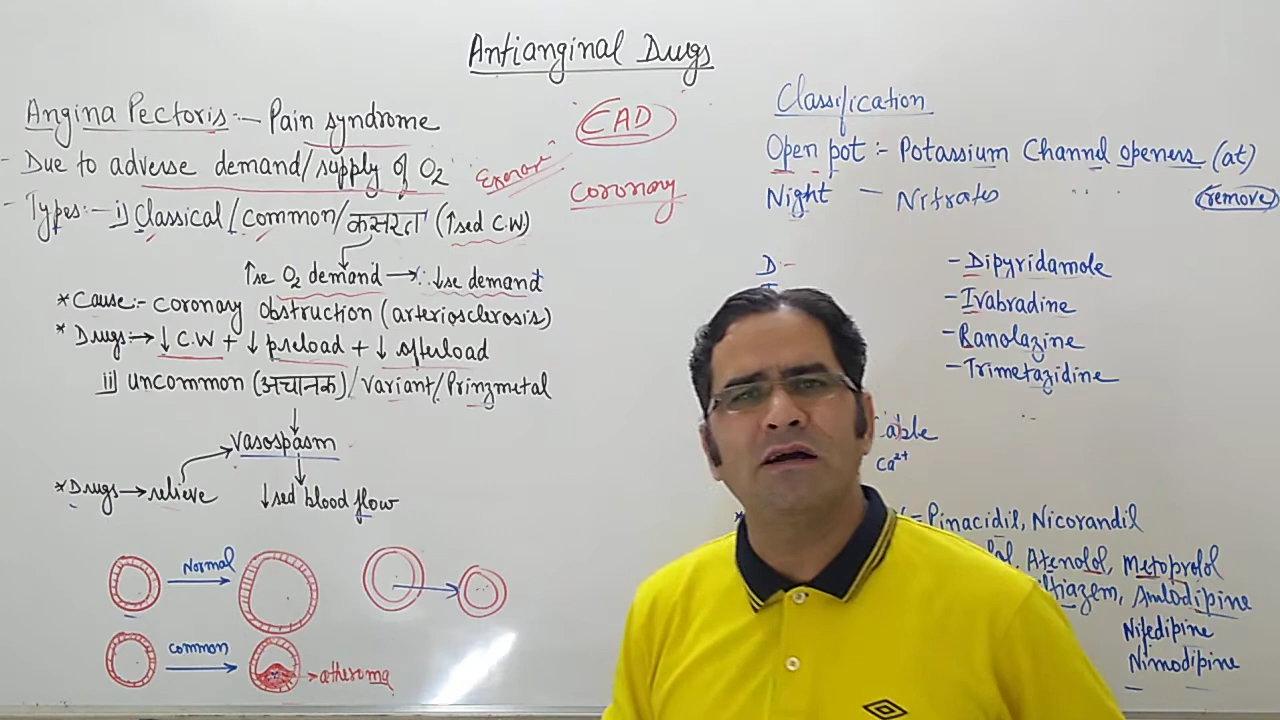 Antianginal Drugs
Angina Pectoris:- Pain syndrome
- Due to adverse demand/supply of O2
- Types:- i) Classical/common/कसरत (↑sed C.W)
↑se O2 demand → ∴ ↓se demand
* Cause:- coronary obstruction (arteriosclerosis)
* Drugs → ↓ C.W + ↓ preload + ↓ afterload
ii) uncommon (अचानक)/variant/Prinzmetal
vasospasm
* Drugs → relieve
↓sed blood flow
Normal
common
→ atheroma
CAD
coronary
Classification
Open pot :- Potassium Channel openers (at)
Night - Nitrates
(remove)
D -
- Dipyridamole
- Ivabradine
- Ranolazine
- Trimetazidine
Ca2+
= Pinacidil, Nicorandil
Atenolol, Metoprolol
Amlodipine
Nifedipine
Nimodipine